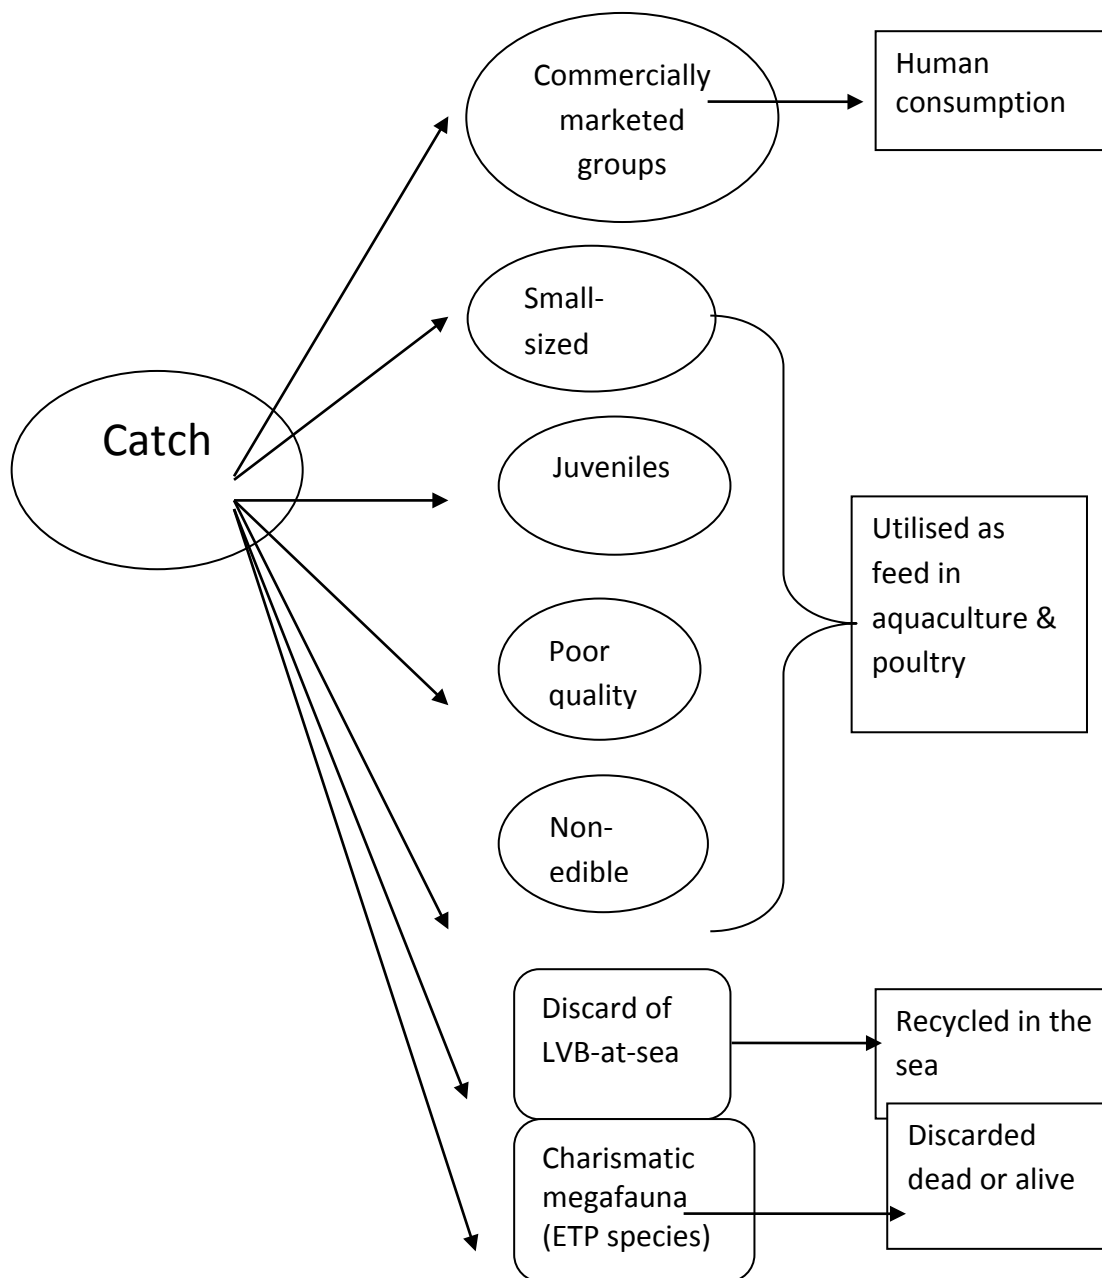 Commercially
marketed
groups
Human
consumption
Small-
sized
Catch
Juveniles
Utilised as
feed in
aquaculture &
poultry
Poor
quality
Non-
edible
Discard of
LVB-at-sea
Recycled in the
sea
Charismatic
megafauna
(ETP species)
Discarded
dead or alive